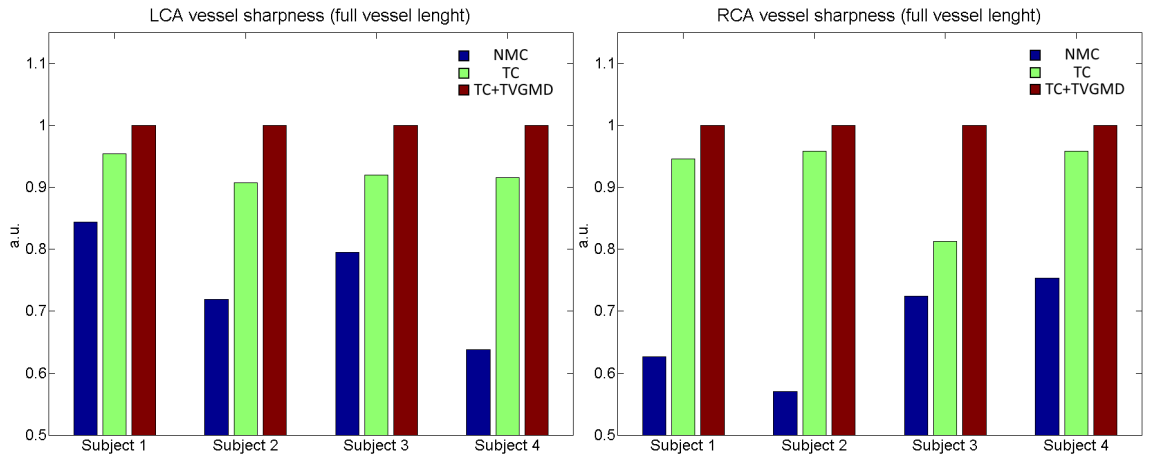 LCA vessel sharpness (full vessel lenght)
NMC
TC
TC+TVGMD
1.1
1
0.9
0.8
0.7
0.6
0.5
a.u.
Subject 1 Subject 2 Subject 3 Subject 4
RCA vessel sharpness (full vessel lenght)
NMC
TC
TC+TVGMD
1.1
1
0.9
0.8
0.7
0.6
0.5
a.u.
Subject 1 Subject 2 Subject 3 Subject 4